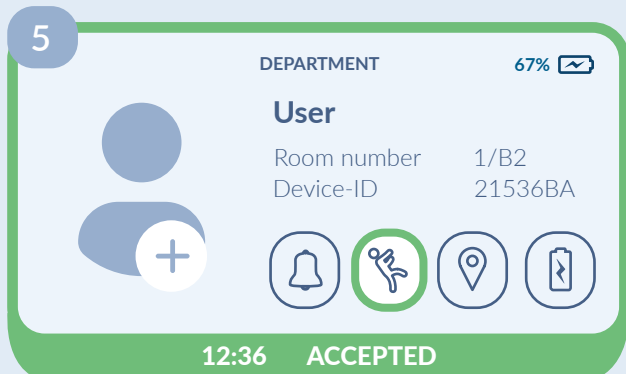 5
DEPARTMENT 67%
User
Room number 1/B2
Device-ID 21536BA
12:36 ACCEPTED